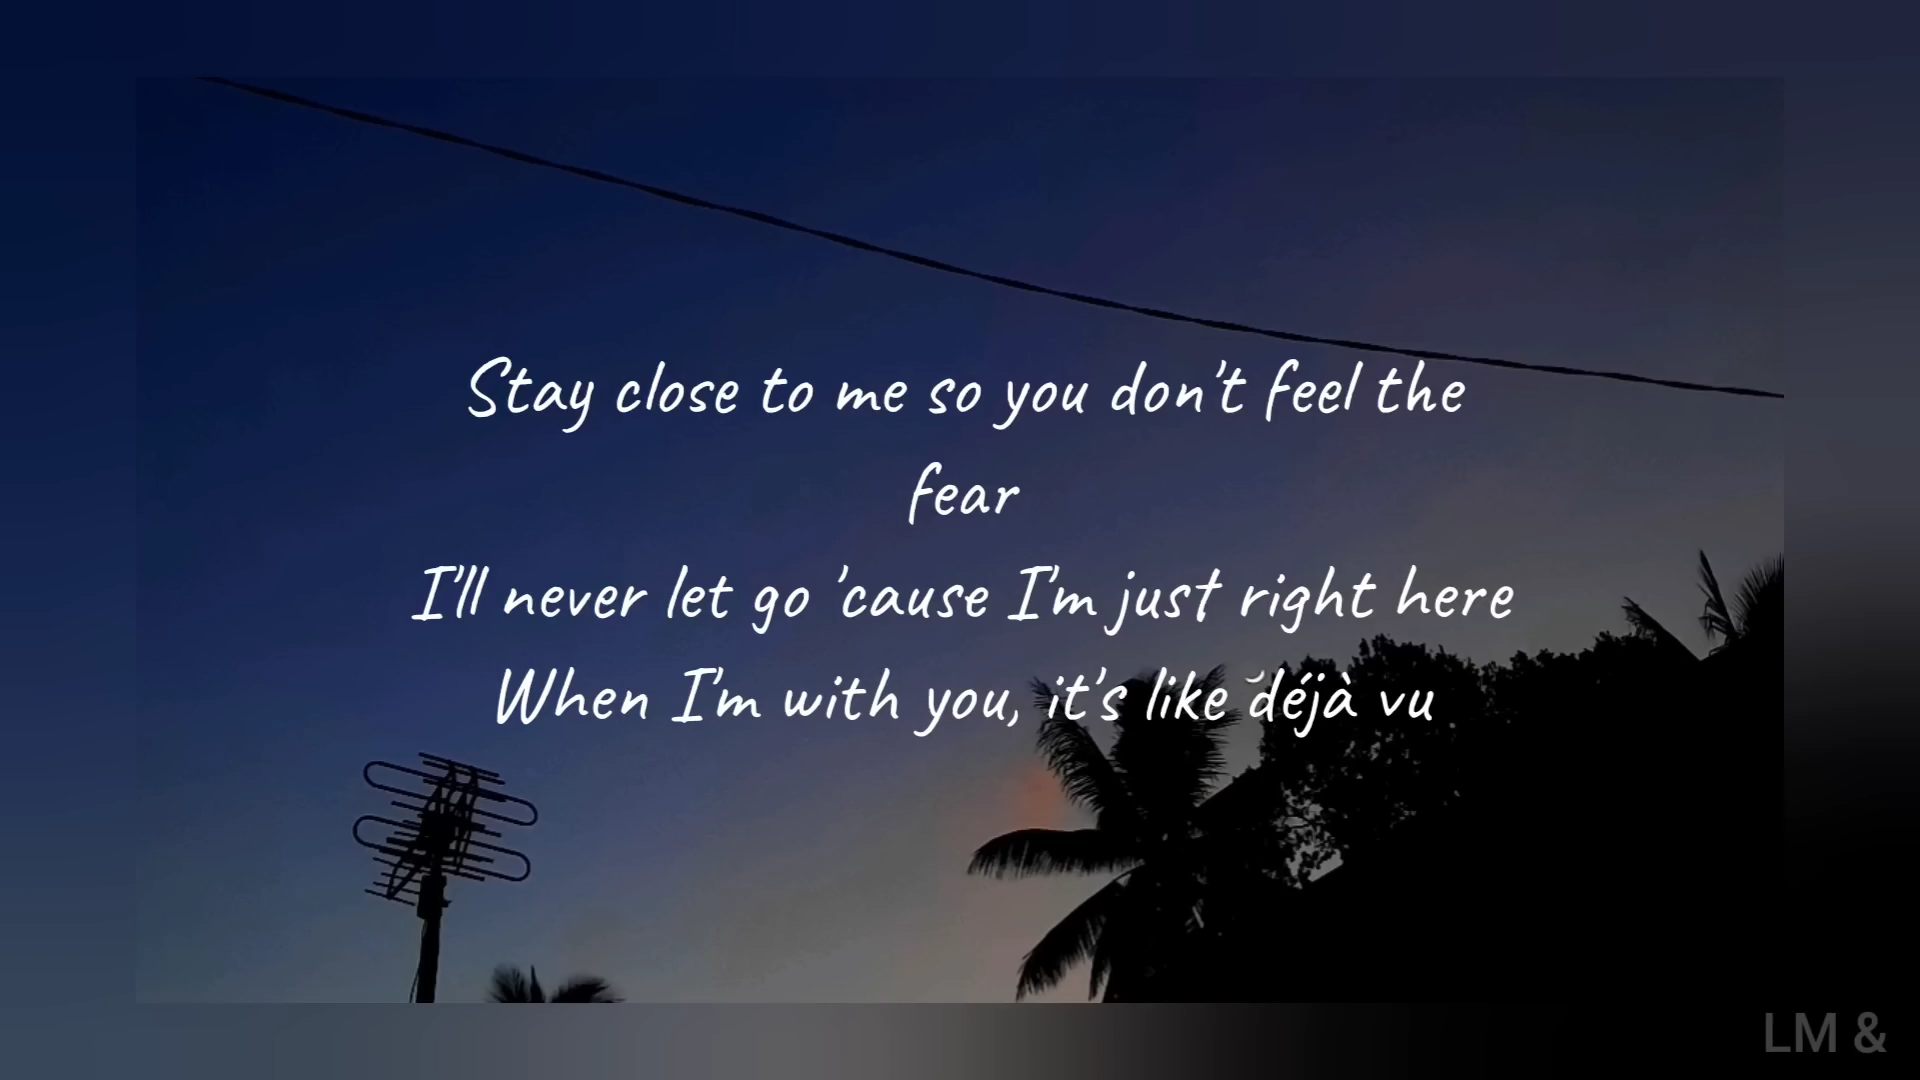 Stay close to me so you don't feel the
fear
I'll never let go 'cause I'm just right here
When I'm with you, it's like déjà vu
LM &